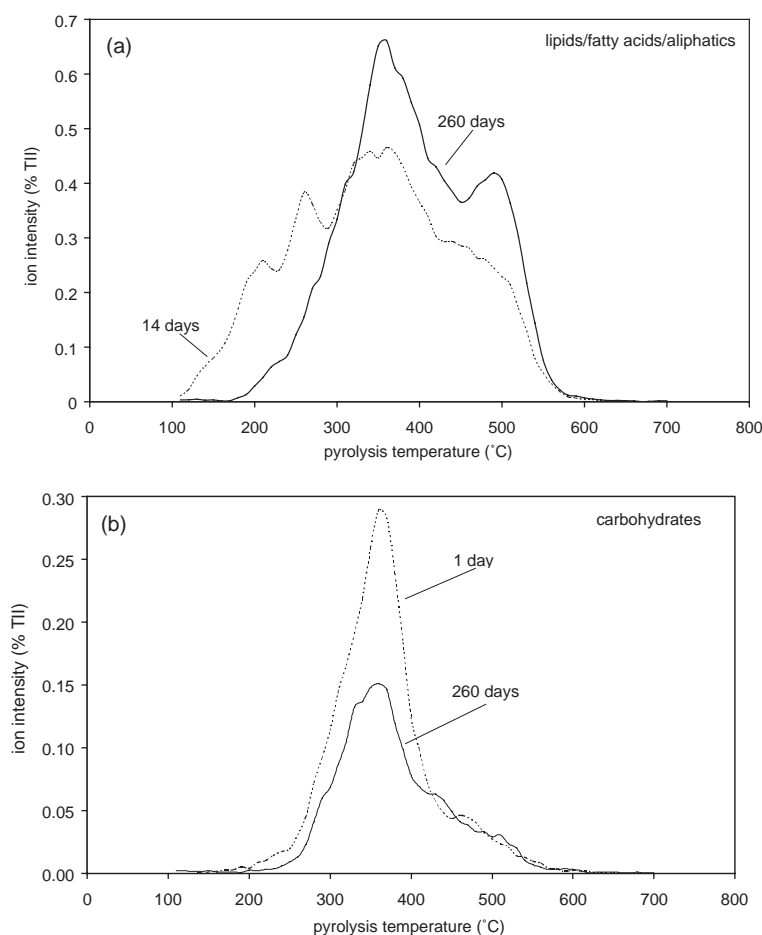 (a)
lipids/fatty acids/aliphatics
0.7
0.6
0.5
0.4
0.3
0.2
0.1
0
ion intensity (% TII)
260 days
14 days
0 100 200 300 400 500 600 700 800
pyrolysis temperature (˚C)
(b)
carbohydrates
0.30
0.25
0.20
0.15
0.10
0.05
0.00
ion intensity (% TII)
1 day
260 days
0 100 200 300 400 500 600 700 800
pyrolysis temperature (˚C)